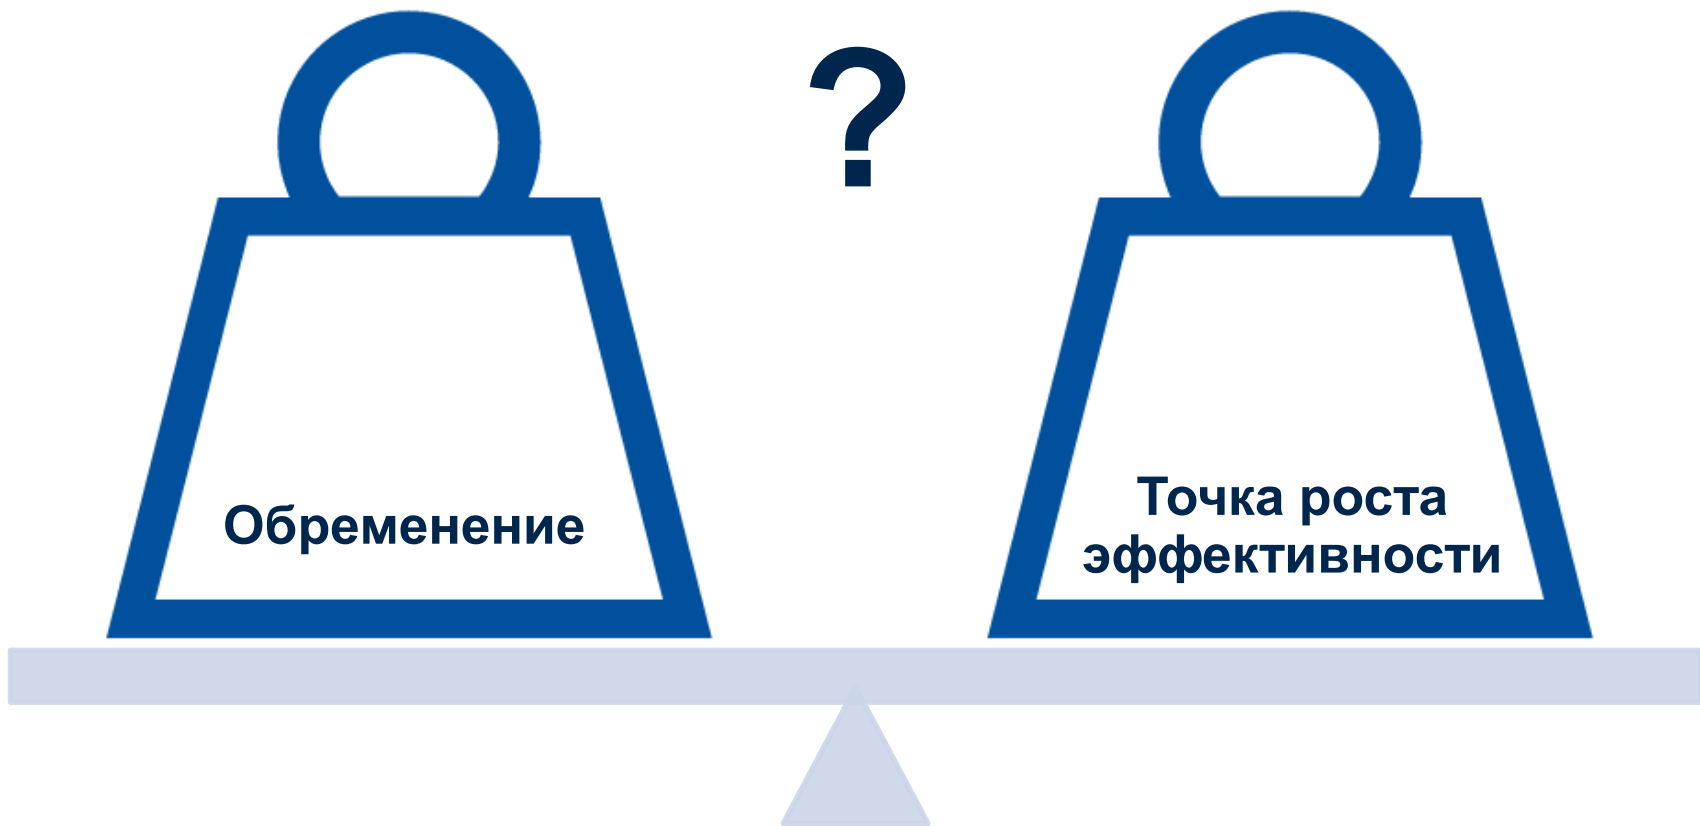 ?
Обременение
Точка роста
эффективности